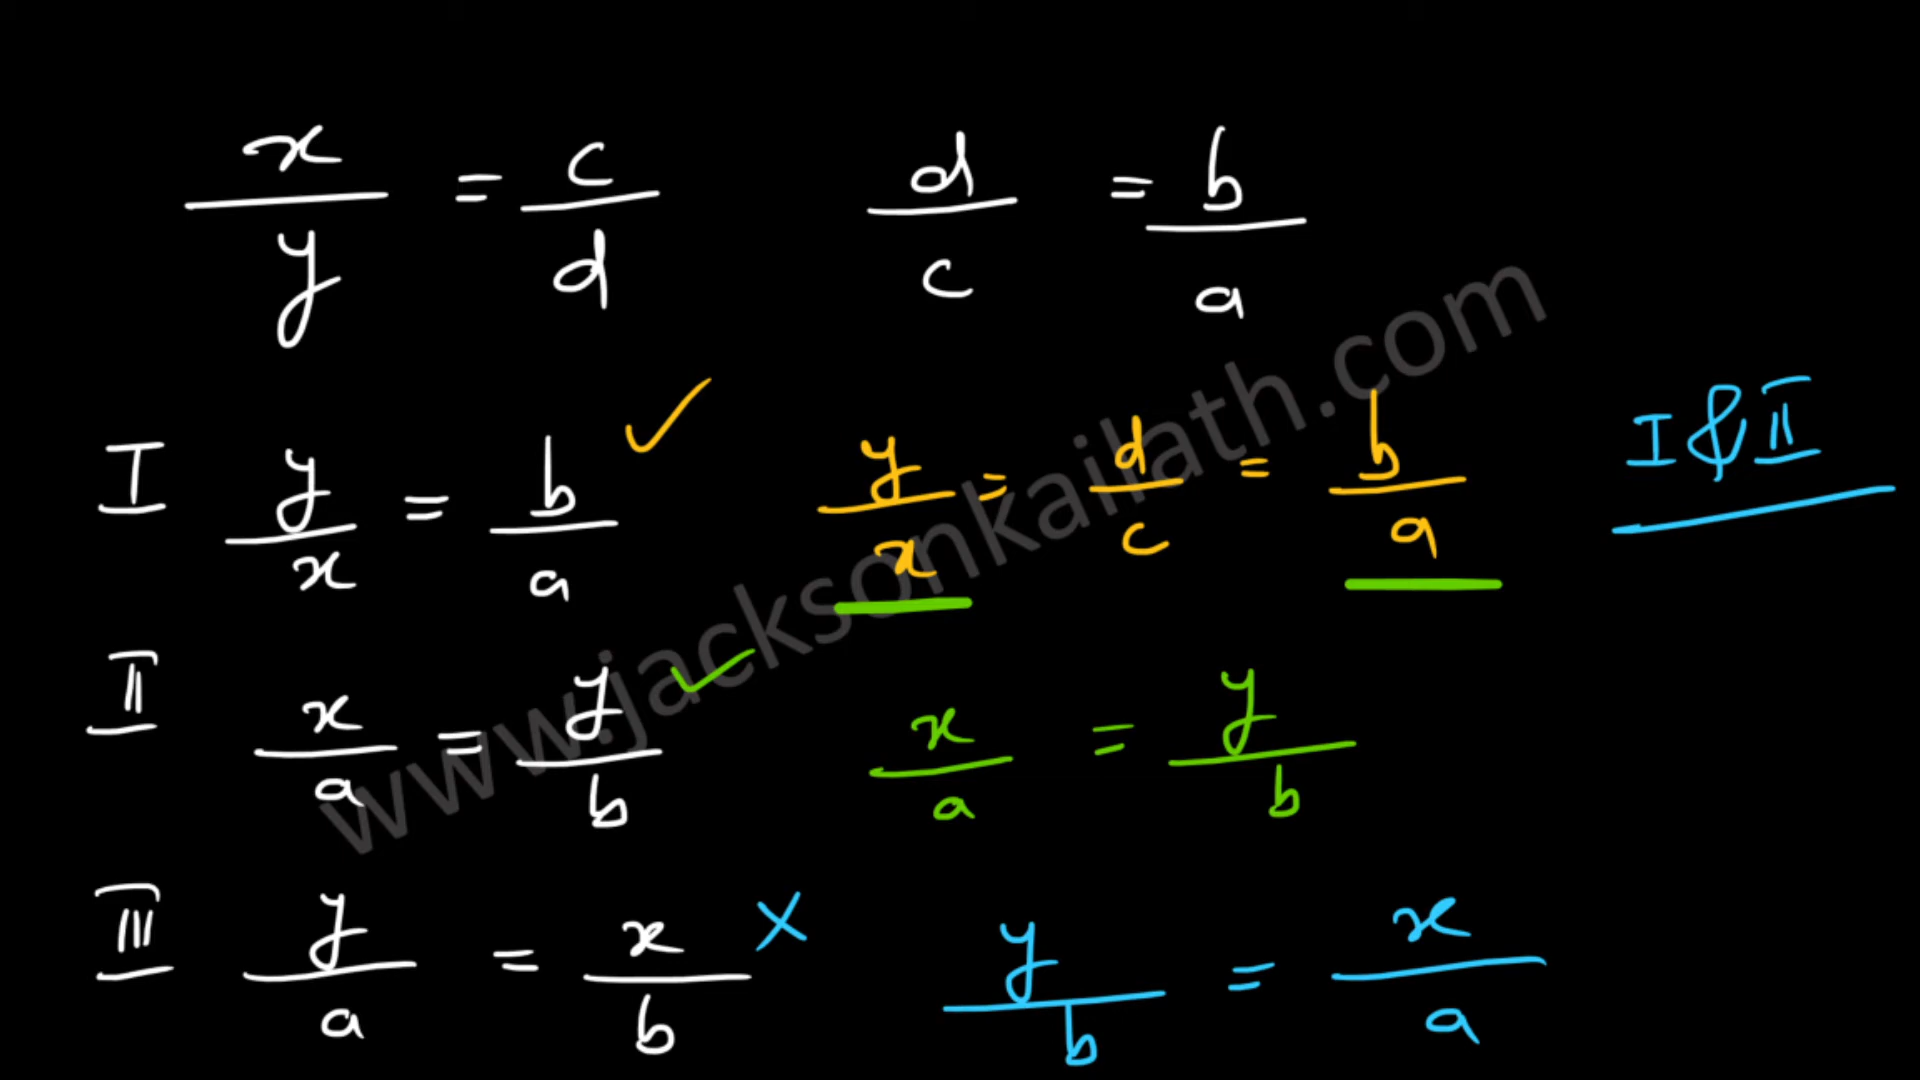 x/y = c/d    d/c = b/a
I  y/x = b/a ✓    y/x = d/c = b/a    I & II
II  x/a = y/b ✓    x/a = y/b
III  y/a = x/b X    y/b = x/a
www.jacksonkailath.com